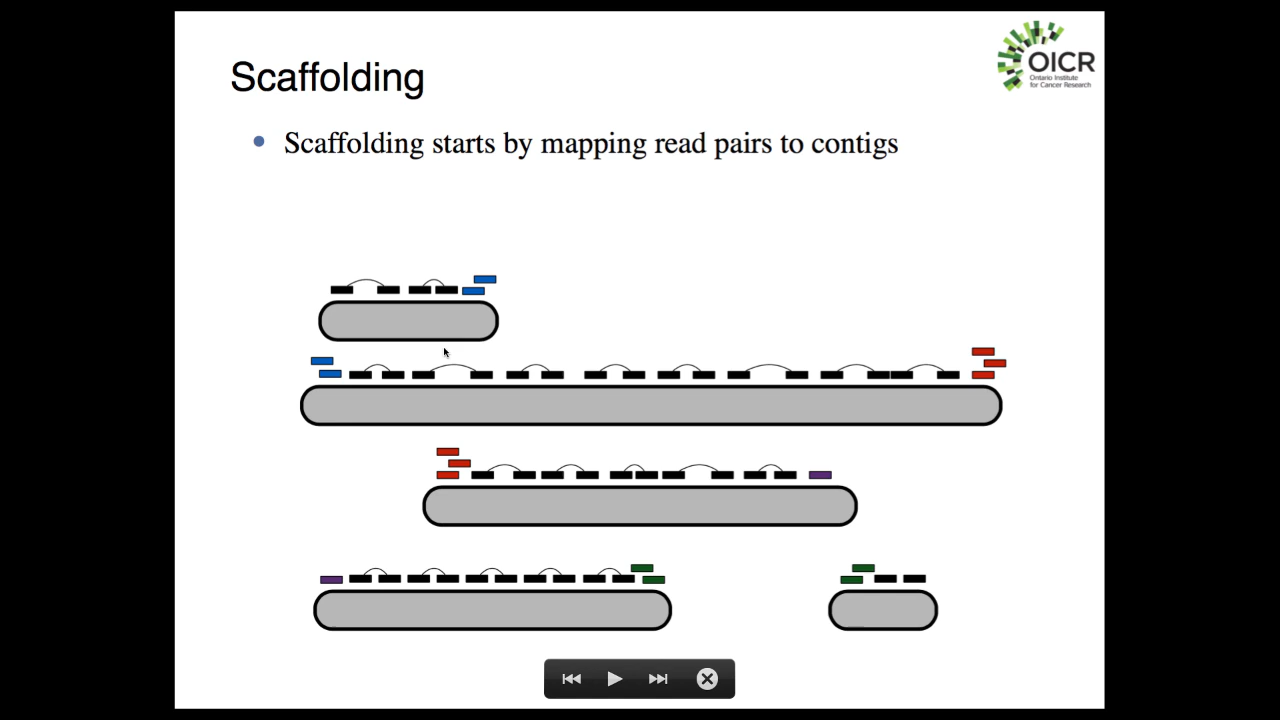 Scaffolding
OICR
Ontario Institute
for Cancer Research
• Scaffolding starts by mapping read pairs to contigs